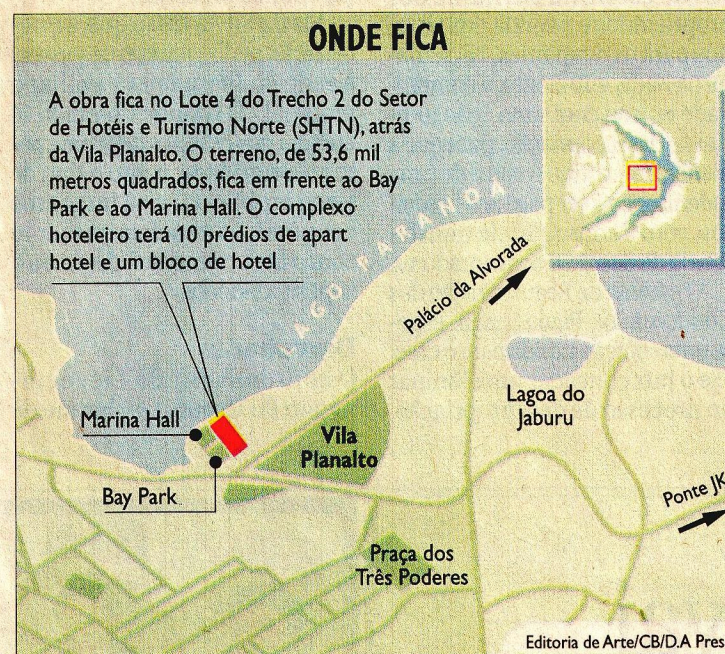 ONDE FICA
A obra fica no Lote 4 do Trecho 2 do Setor
de Hotéis e Turismo Norte (SHTN), atrás
da Vila Planalto. O terreno, de 53,6 mil
metros quadrados, fica em frente ao Bay
Park e ao Marina Hall. O complexo
hoteleiro terá 10 prédios de apart
hotel e um bloco de hotel
LAGO PARANOÁ
Palácio da Alvorada
Lagoa do
Jaburu
Marina Hall
Vila
Planalto
Bay Park
Ponte JK
Praça dos
Três Poderes
Editoria de Arte/CB/D.A Pres